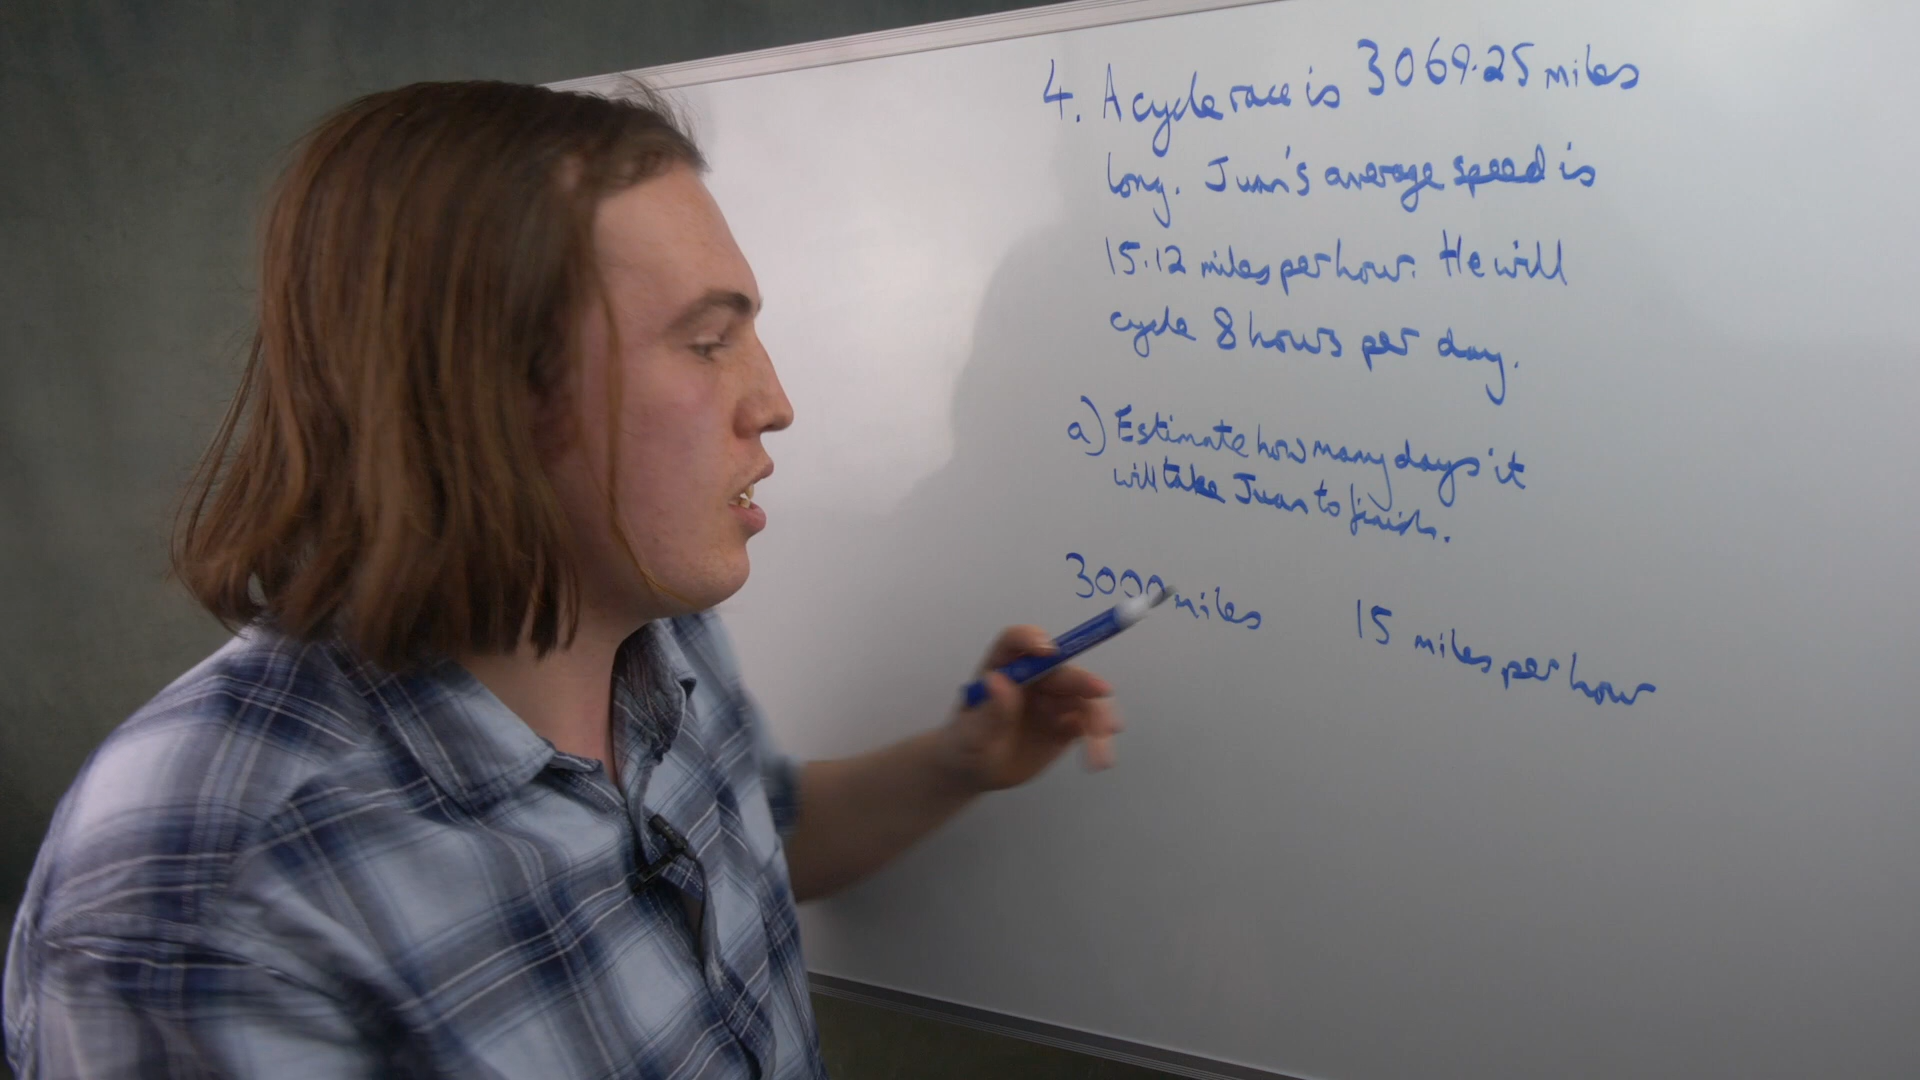 4. A cycle race is 3069.25 miles
long. Juan's average speed is
15.12 miles per hour. He will
cycle 8 hours per day.
a) Estimate how many days it
will take Juan to finish.
3000 miles 15 miles per hour